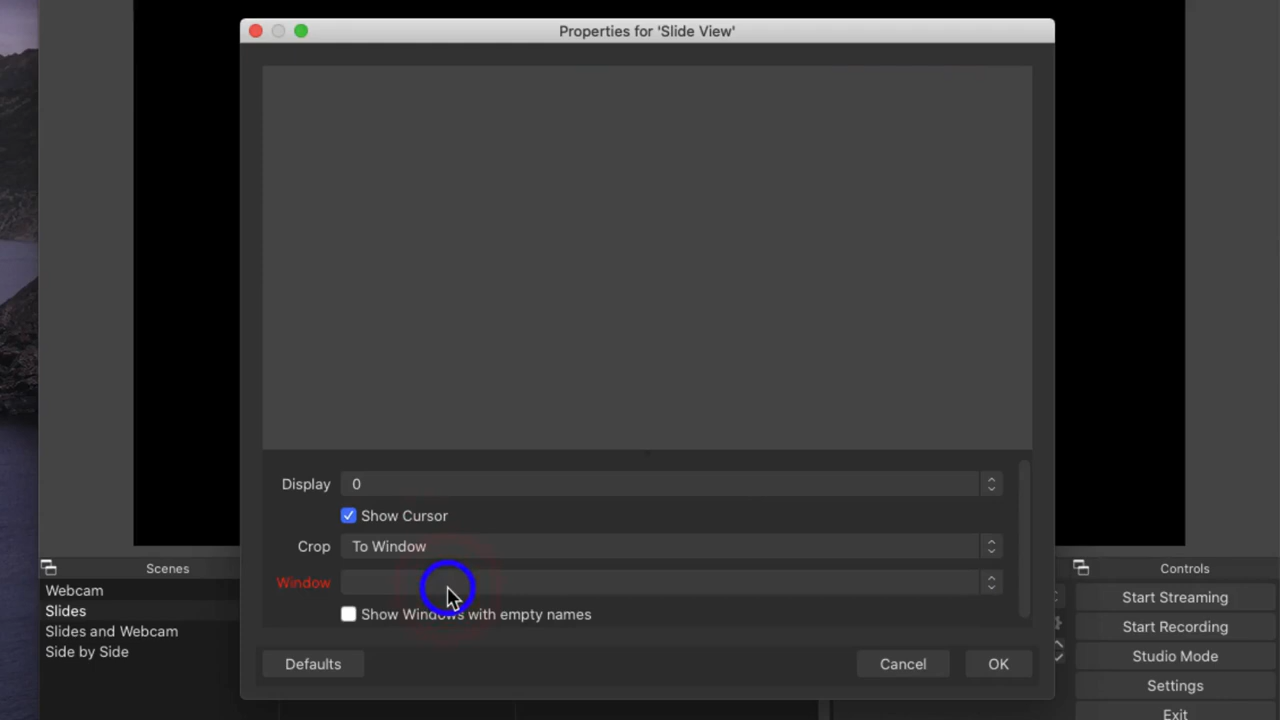 Properties for 'Slide View'
Display 0
Show Cursor
Crop To Window
Window
Show Windows with empty names
Defaults Cancel OK
Scenes
Webcam
Slides
Slides and Webcam
Side by Side
Controls
Start Streaming
Start Recording
Studio Mode
Settings
Exit